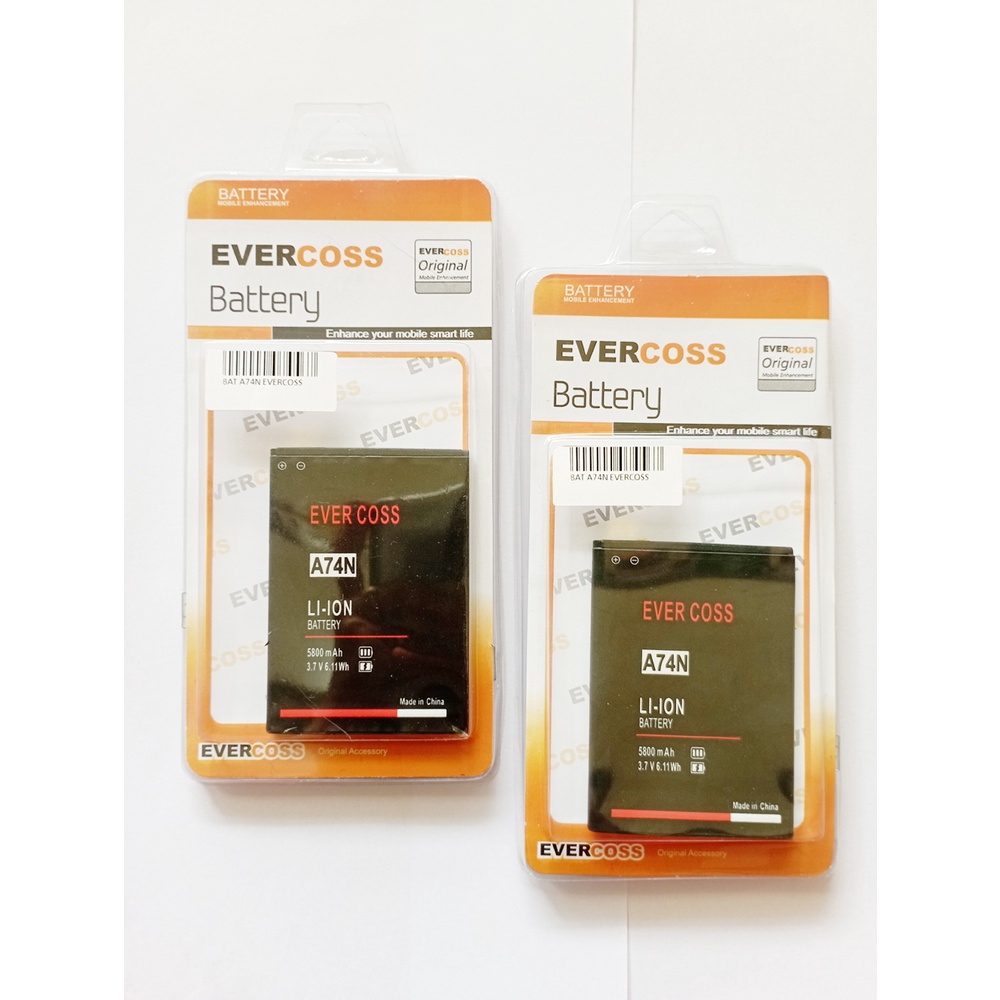 BATTERY
MOBILE ENHANCEMENT
EVERCOSS
Battery
EVERCOSS
Original
Mobile Enhancement
Enhance your mobile smart life
BAT A74N EVERCOSS
EVERCOSS
EVERCOSS
EVER COSS
A74N
LI-ION
BATTERY
5800 mAh
3.7 V 6.11Wh
Made in China
EVERCOSS
Original Accessory
BATTERY
MOBILE ENHANCEMENT
EVERCOSS
Battery
EVERCOSS
Original
Mobile Enhancement
Enhance your mobile smart life
BAT A74N EVERCOSS
EVER COSS
A74N
LI-ION
BATTERY
5800 mAh
3.7 V 6.11Wh
Made in China
EVERCOSS
Original Accessory